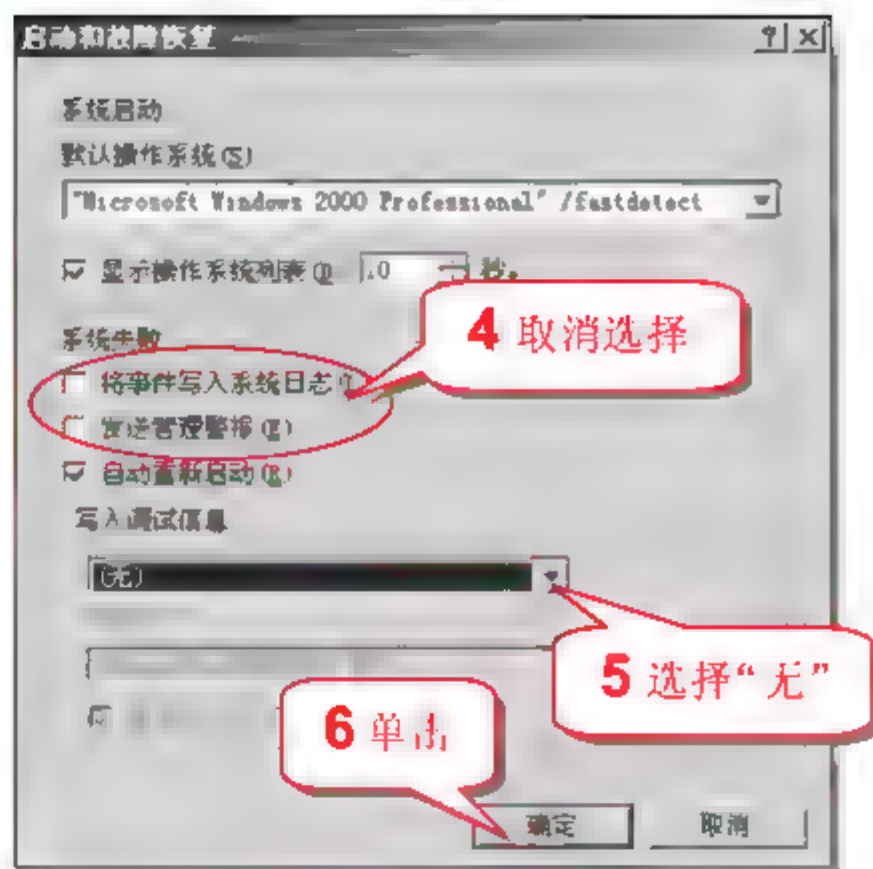 启动和故障恢复
系统启动
默认操作系统(S)
"Microsoft Windows 2000 Professional" /fastdetect
显示操作系统列表 秒。
4 取消选择
系统失败
将事件写入系统日志
发送管理警报(E)
自动重新启动(R)
写入调试信息
(无)
5 选择“无”
6 单击
确定 取消